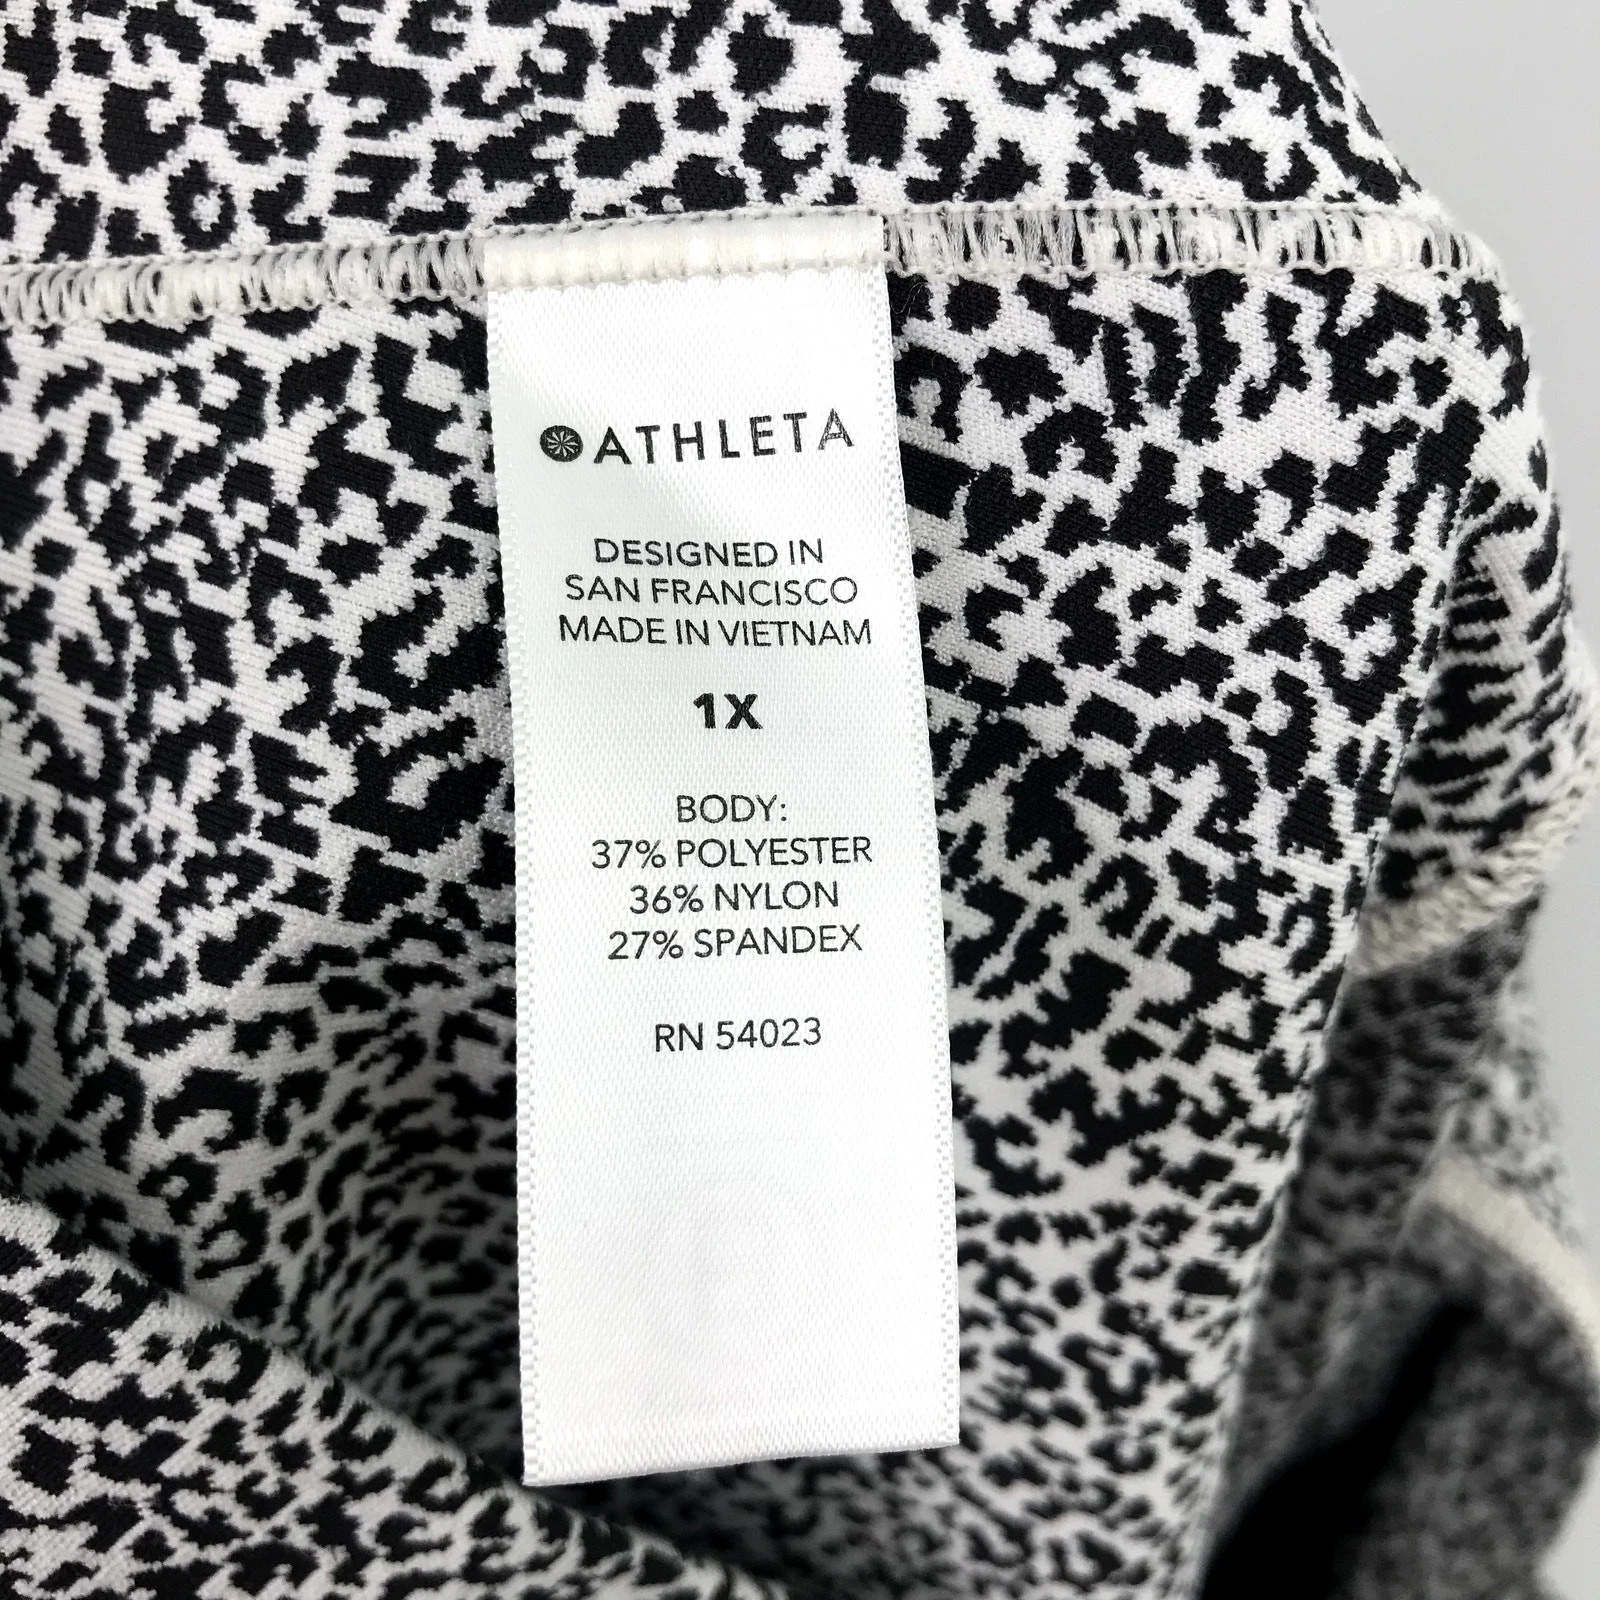 ATHLETA
DESIGNED IN
SAN FRANCISCO
MADE IN VIETNAM
1X
BODY:
37% POLYESTER
36% NYLON
27% SPANDEX
RN 54023